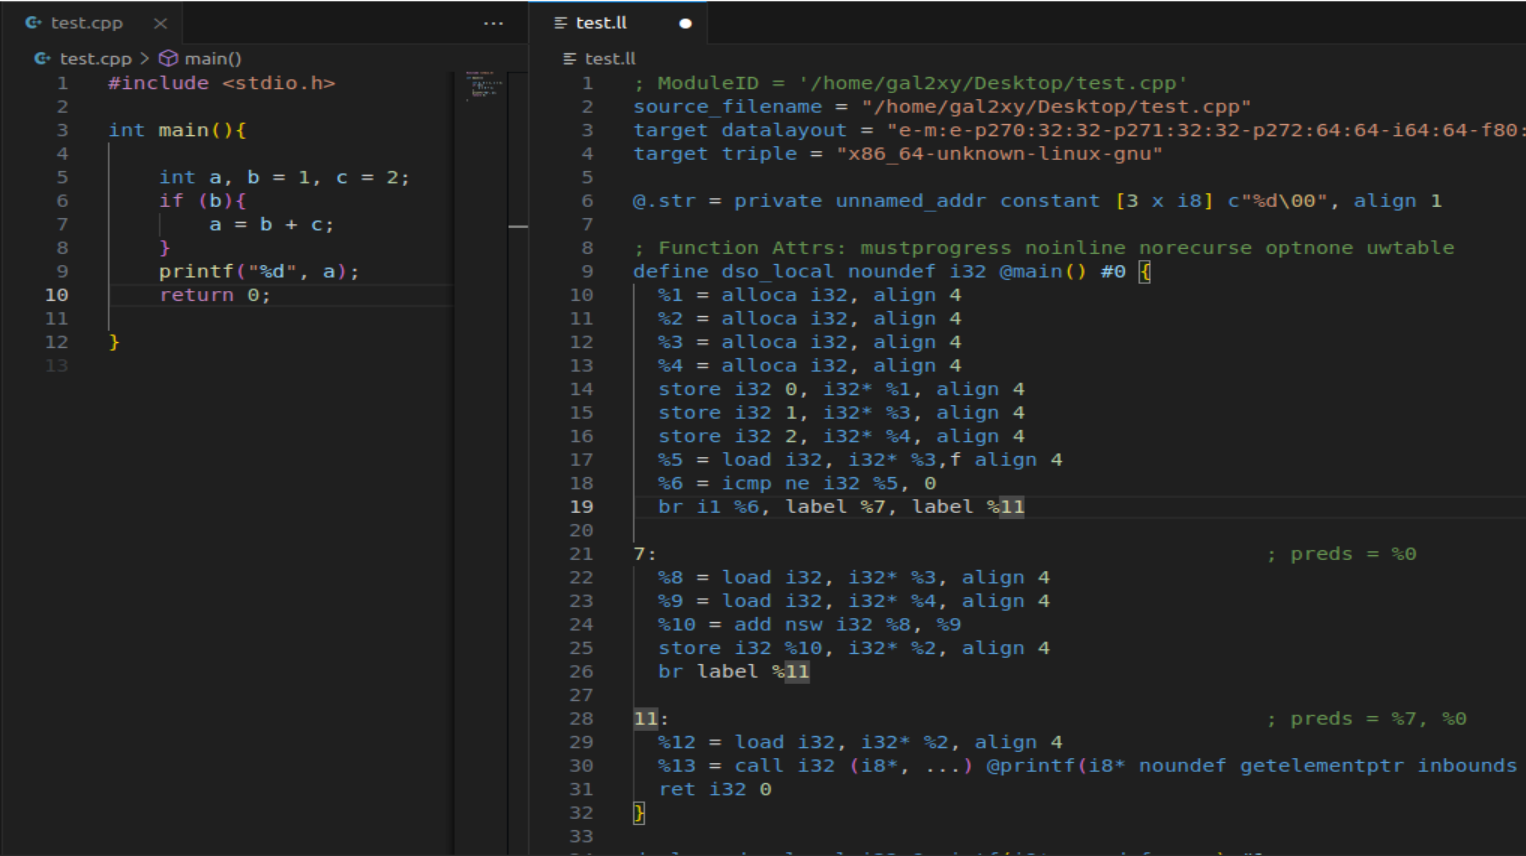 test.cpp
test.cpp > main()
1 #include <stdio.h>
2
3 int main(){
4
5 int a, b = 1, c = 2;
6 if (b){
7 a = b + c;
8 }
9 printf("%d", a);
10 return 0;
11
12 }
13
test.ll
test.ll
1 ; ModuleID = '/home/gal2xy/Desktop/test.cpp'
2 source_filename = "/home/gal2xy/Desktop/test.cpp"
3 target datalayout = "e-m:e-p270:32:32-p271:32:32-p272:64:64-i64:64-f80:
4 target triple = "x86_64-unknown-linux-gnu"
5
6 @.str = private unnamed_addr constant [3 x i8] c"%d\00", align 1
7
8 ; Function Attrs: mustprogress noinline norecurse optnone uwtable
9 define dso_local noundef i32 @main() #0 {
10 %1 = alloca i32, align 4
11 %2 = alloca i32, align 4
12 %3 = alloca i32, align 4
13 %4 = alloca i32, align 4
14 store i32 0, i32* %1, align 4
15 store i32 1, i32* %3, align 4
16 store i32 2, i32* %4, align 4
17 %5 = load i32, i32* %3,f align 4
18 %6 = icmp ne i32 %5, 0
19 br i1 %6, label %7, label %11
20
21 7: ; preds = %0
22 %8 = load i32, i32* %3, align 4
23 %9 = load i32, i32* %4, align 4
24 %10 = add nsw i32 %8, %9
25 store i32 %10, i32* %2, align 4
26 br label %11
27
28 11: ; preds = %7, %0
29 %12 = load i32, i32* %2, align 4
30 %13 = call i32 (i8*, ...) @printf(i8* noundef getelementptr inbounds
31 ret i32 0
32 }
33